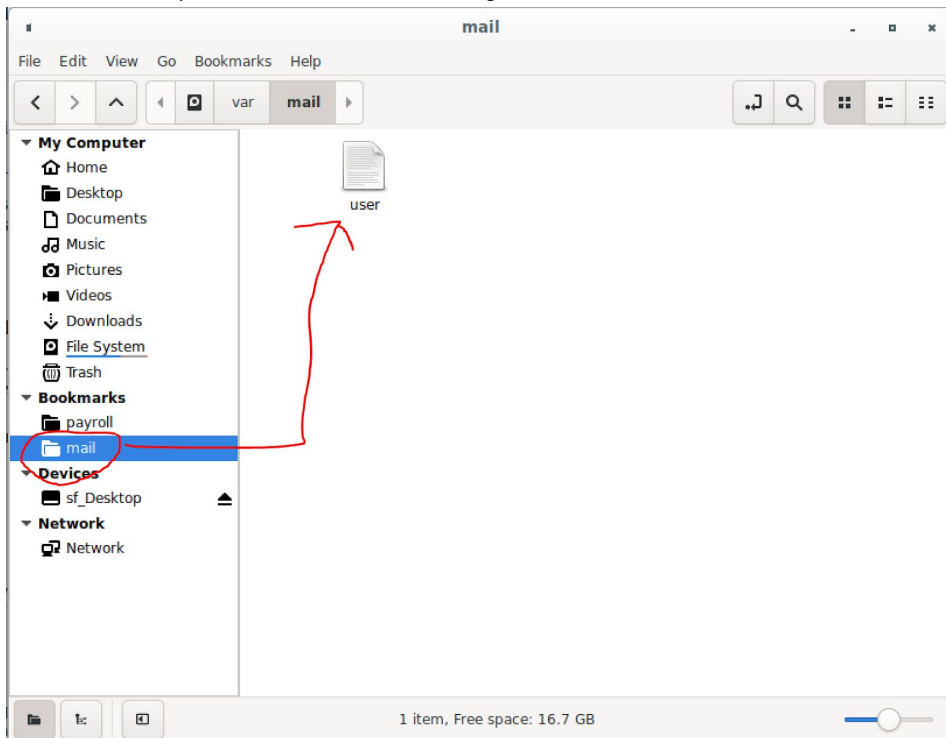 mail
File Edit View Go Bookmarks Help
var mail
My Computer
Home
Desktop
Documents
Music
Pictures
Videos
Downloads
File System
Trash
Bookmarks
payroll
mail
Devices
sf_Desktop
Network
Network
user
1 item, Free space: 16.7 GB